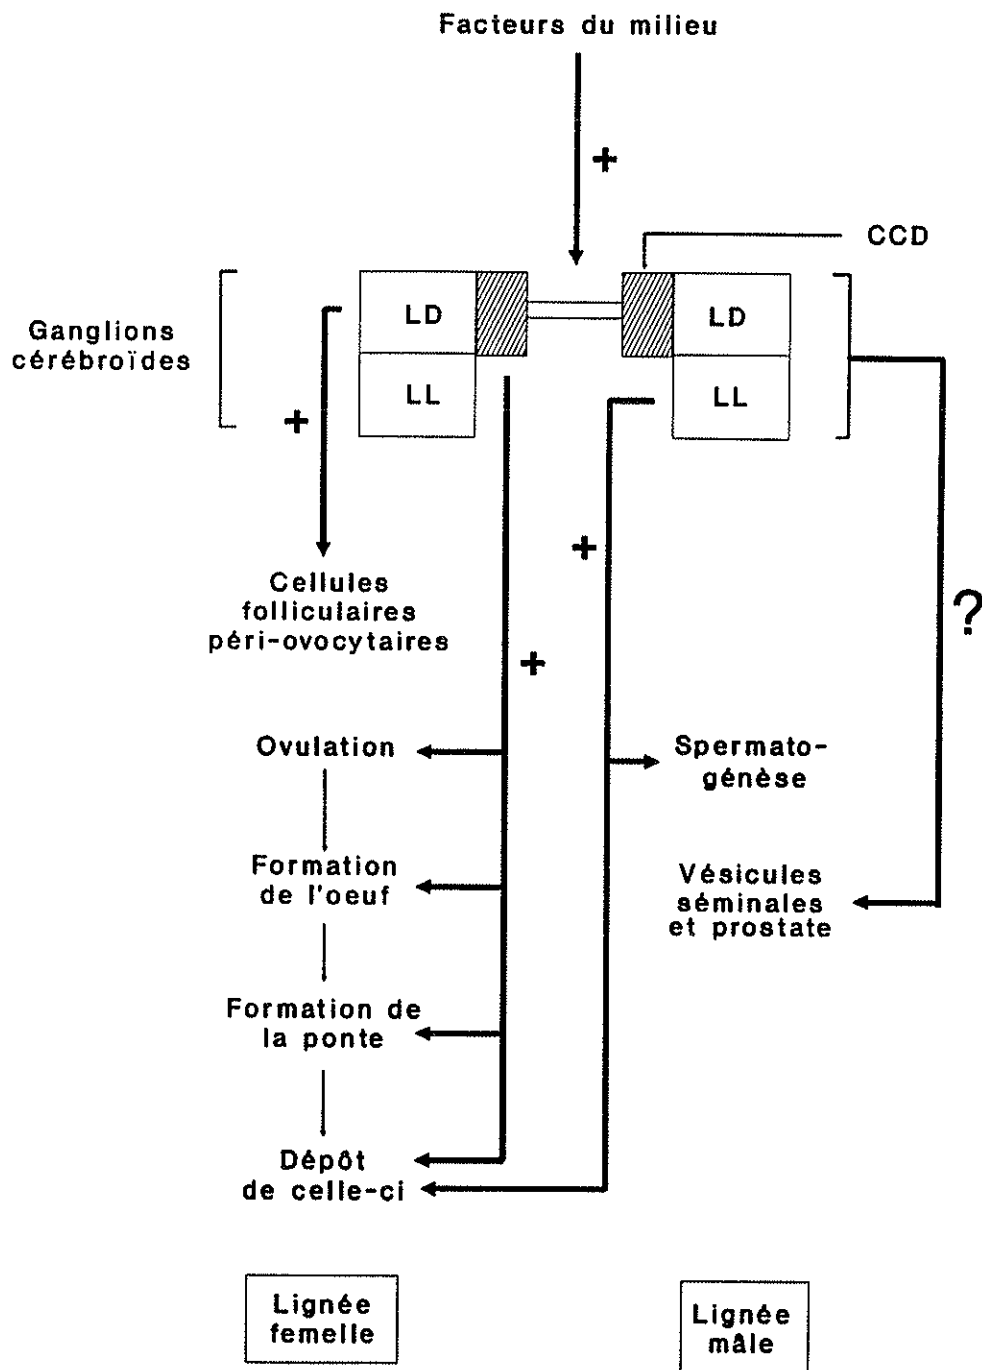 Facteurs du milieu
+
CCD
LD
LD
Ganglions
cérébroïdes
LL
LL
+
+
Cellules
folliculaires
péri-ovocytaires
?
+
Ovulation
Spermato-
génèse
Formation
de l'oeuf
Vésicules
séminales
et prostate
Formation de
la ponte
Dépôt
de celle-ci
Lignée
femelle
Lignée
mâle